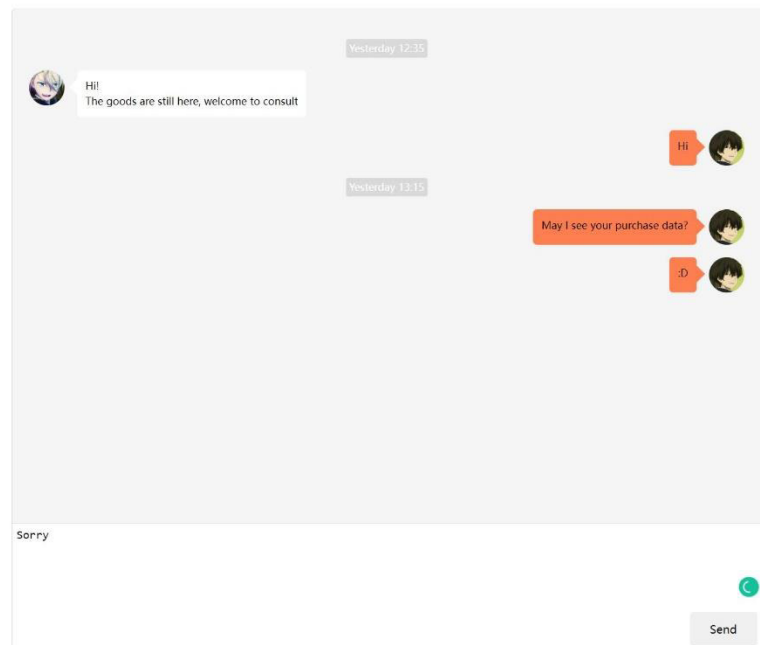 Yesterday 12:35
Hi!
The goods are still here, welcome to consult
Hi
Yesterday 13:15
May I see your purchase data?
:D
Sorry
Send